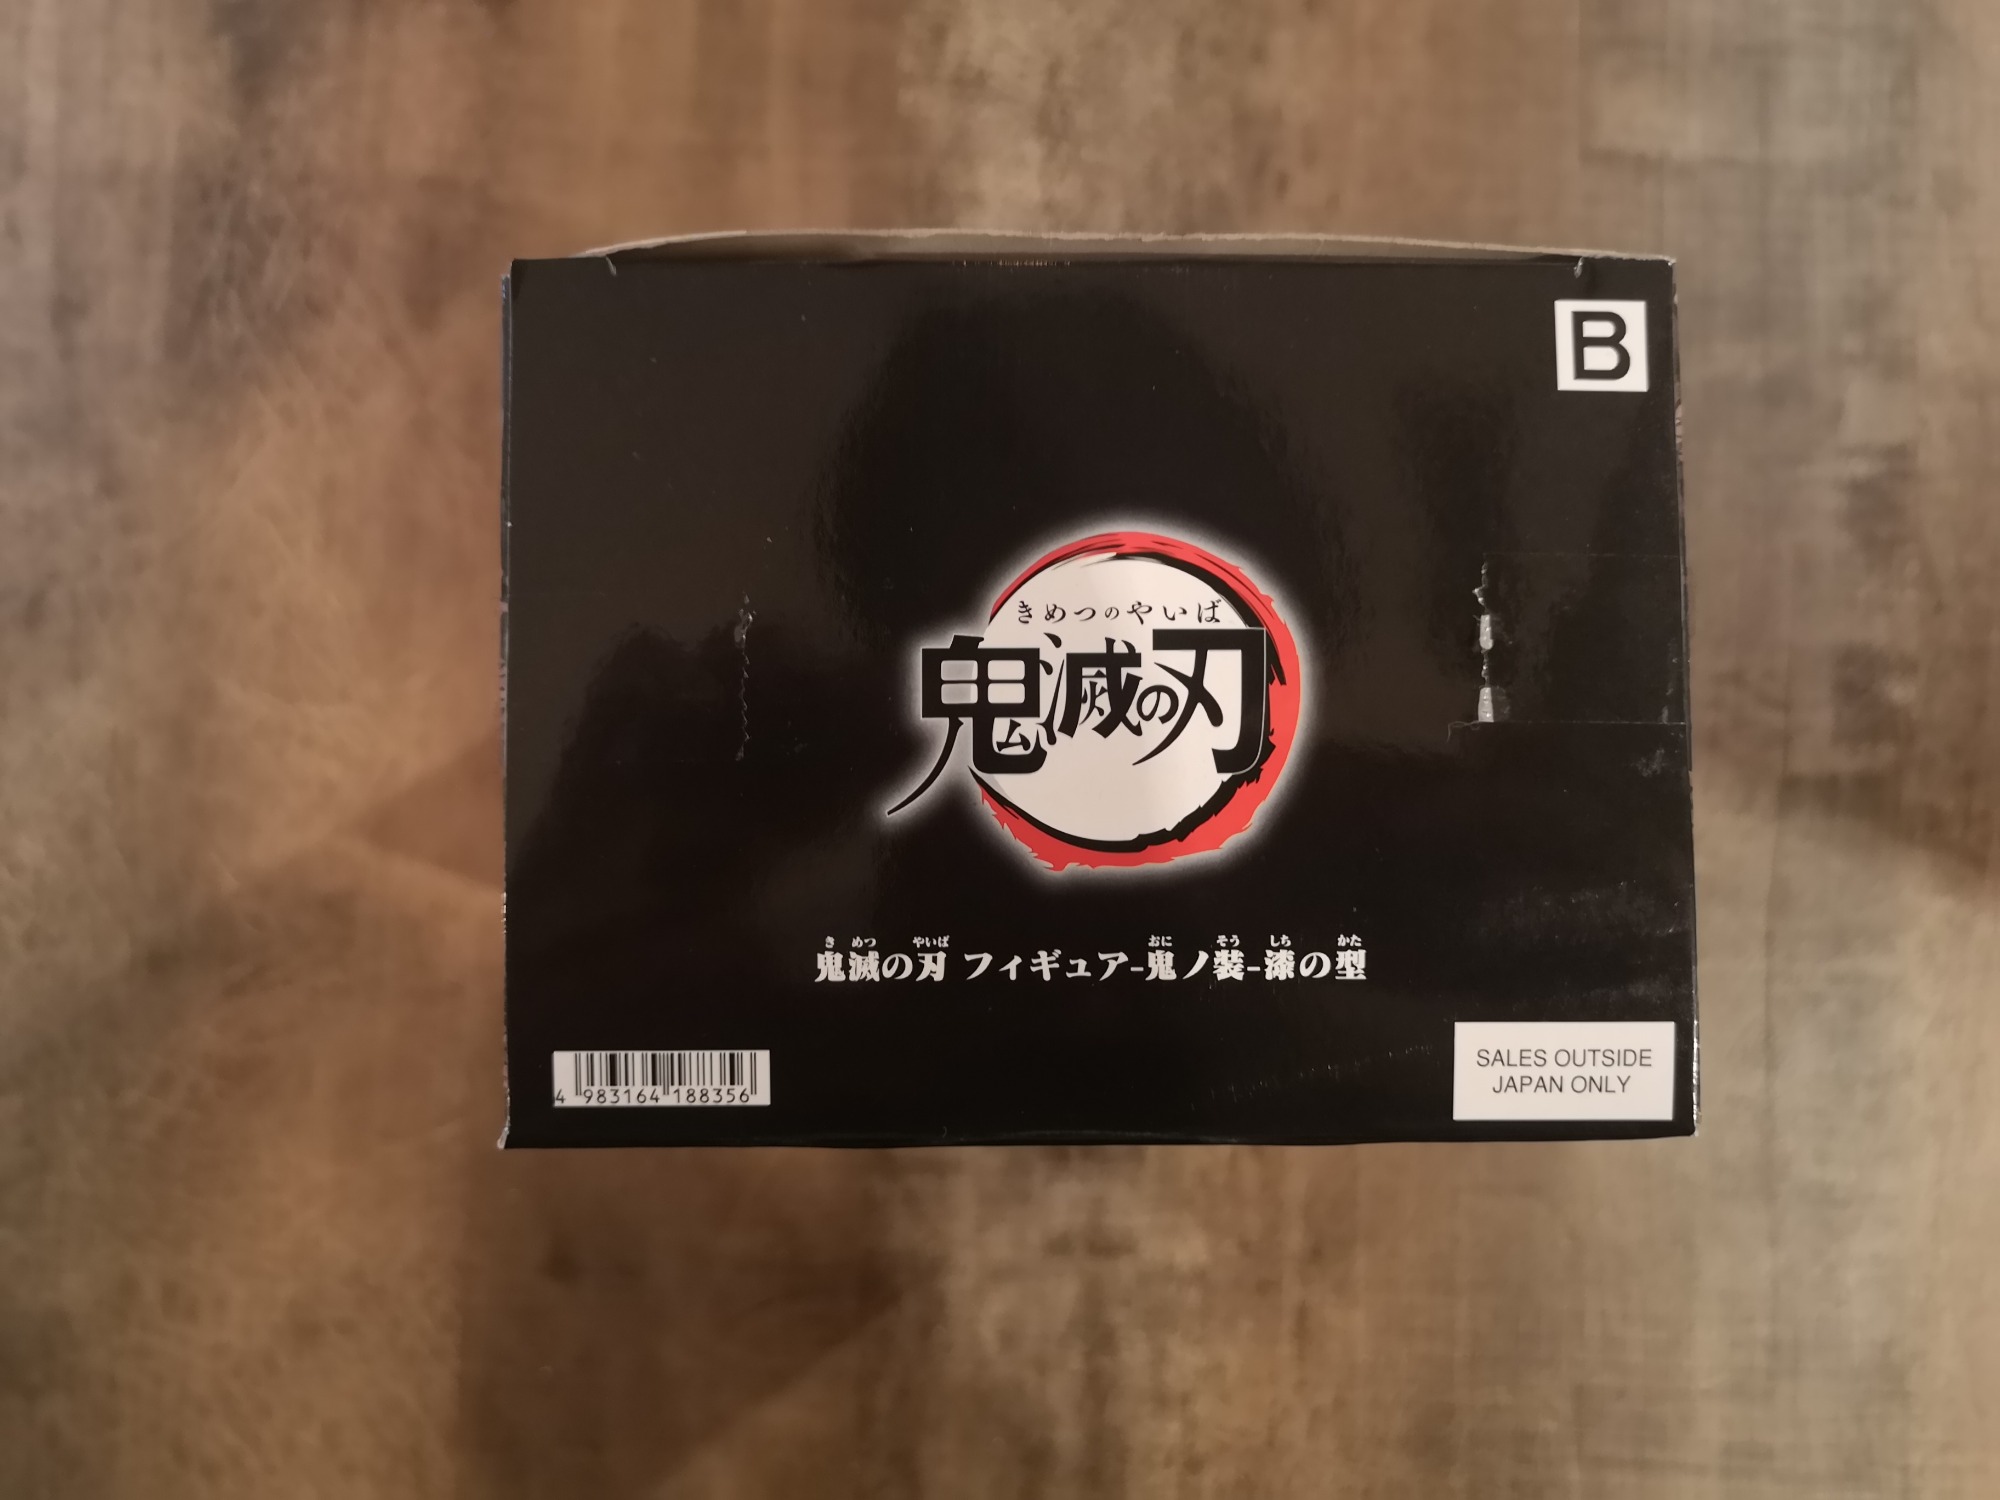 B
きめつのやいば
鬼滅の刃
き めつ やいば おに そう しち かた
鬼滅の刃 フィギュア-鬼ノ装-漆の型
4 983164 188356
SALES OUTSIDE
JAPAN ONLY